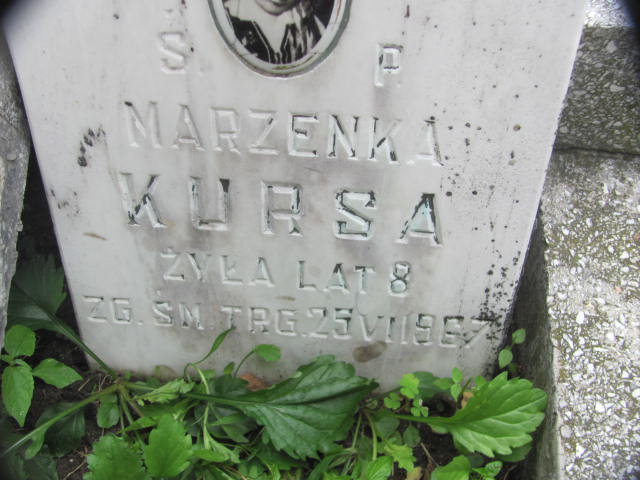 Ś. P.
MARZENKA
KURSA
ŻYŁA LAT 8
ZG. ŚM. TRG. 25 VII 1967